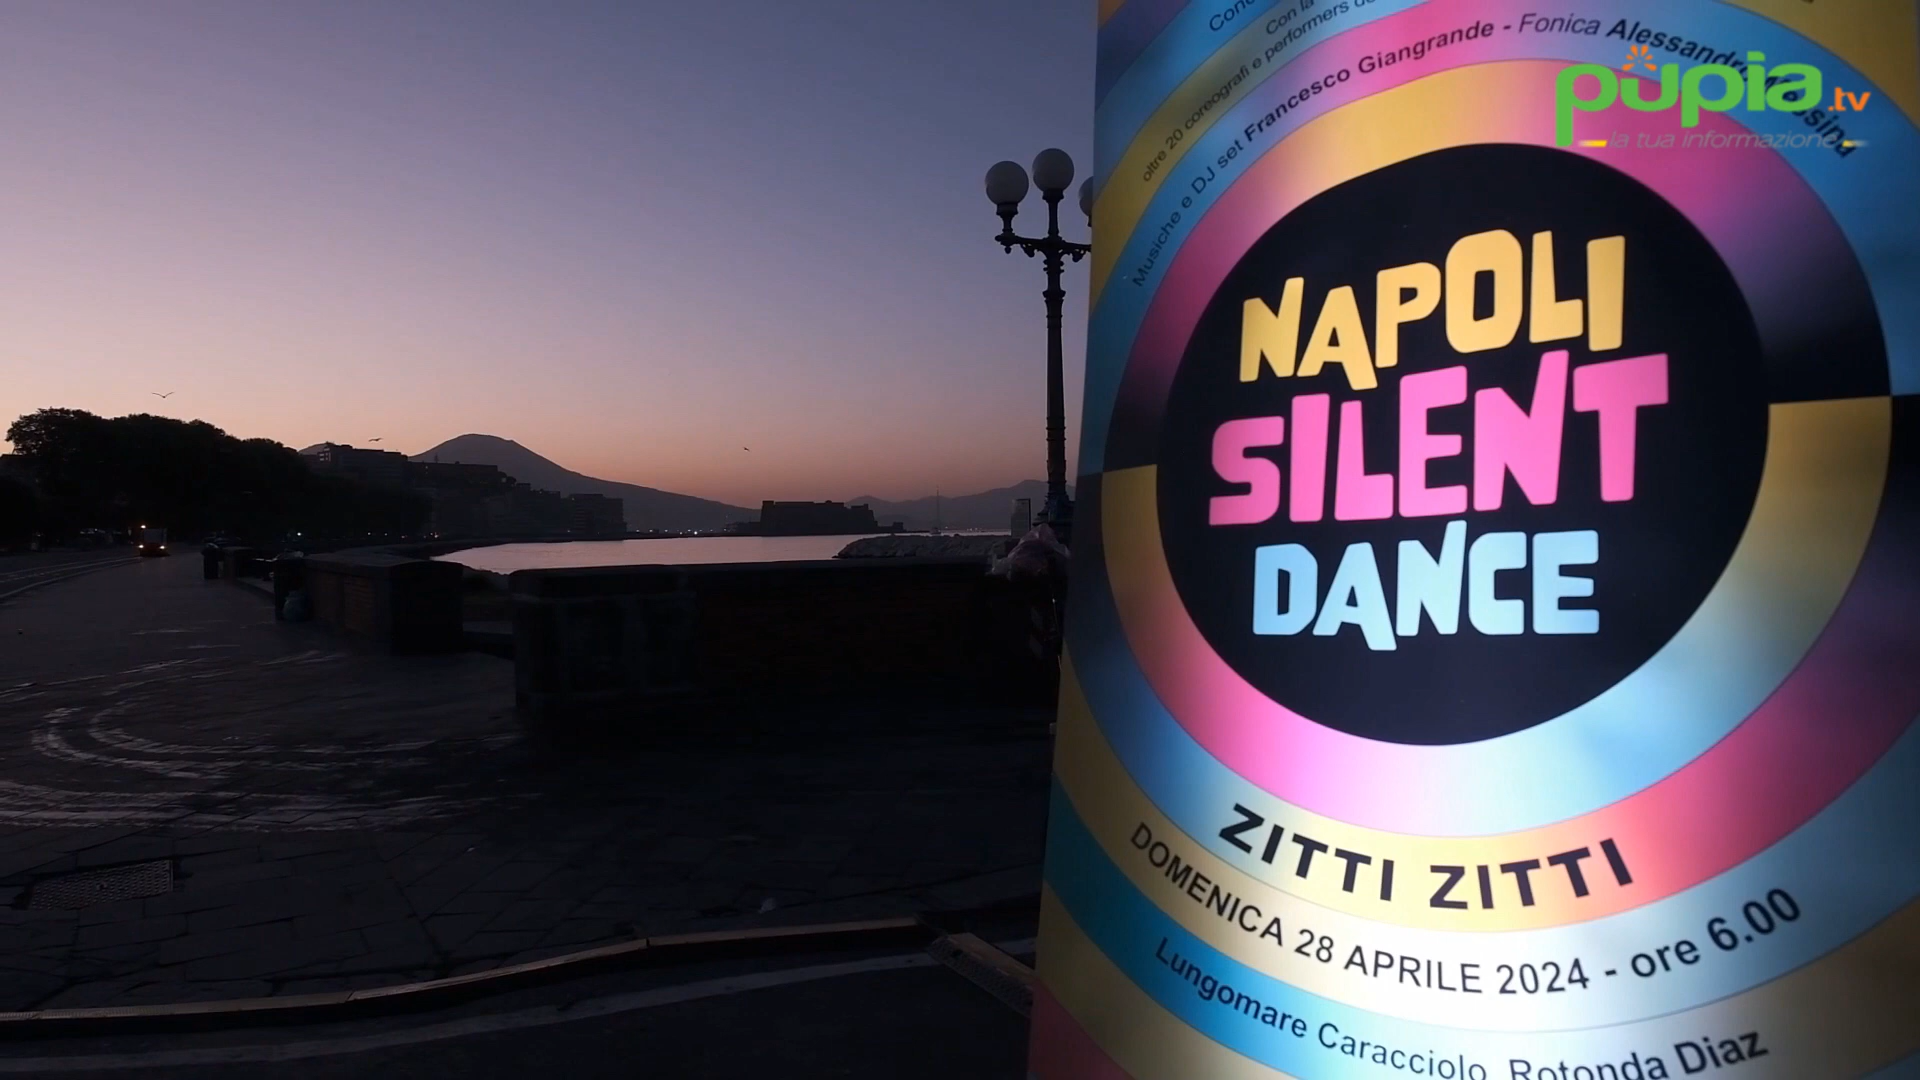 Con la
oltre 20 coreografi e performers
Musiche e DJ set Francesco Giangrande - Fonica Alessandro Messina
pupia.tv
la tua informazione
NAPOLI
SILENT
DANCE
ZITTI ZITTI
DOMENICA 28 APRILE 2024 - ore 6.00
Lungomare Caracciolo, Rotonda Diaz